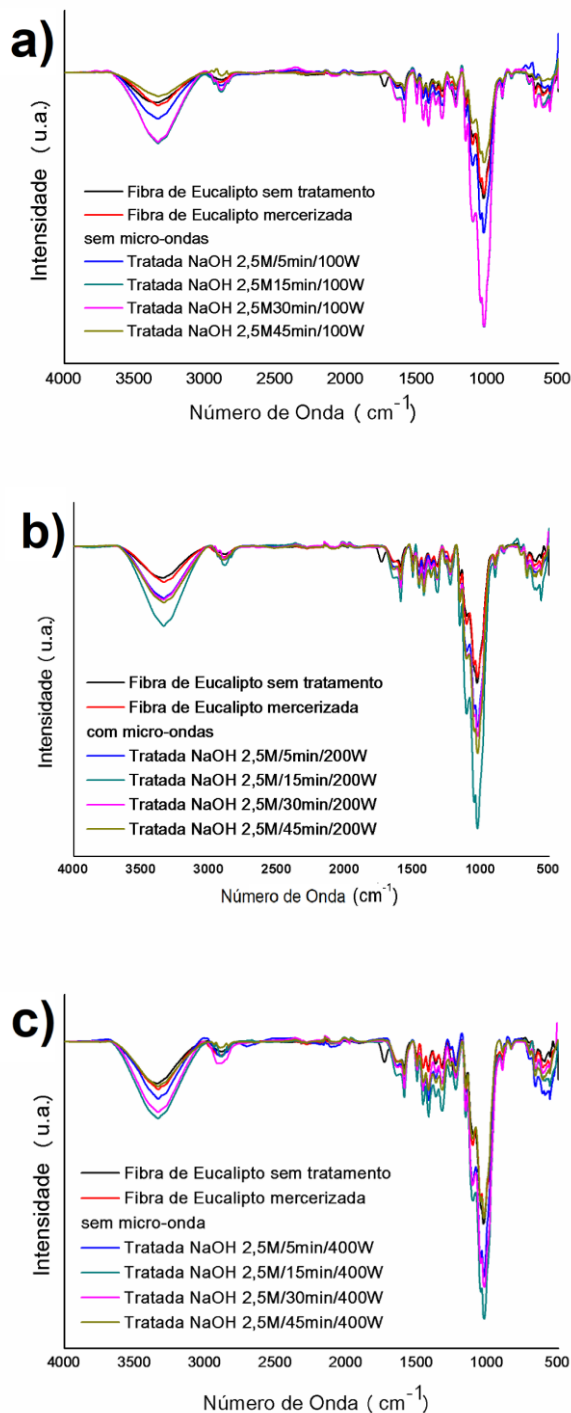 a)
Intensidade ( u.a.)
Fibra de Eucalipto sem tratamento
Fibra de Eucalipto mercerizada
sem micro-ondas
Tratada NaOH 2,5M/5min/100W
Tratada NaOH 2,5M15min/100W
Tratada NaOH 2,5M30min/100W
Tratada NaOH 2,5M45min/100W
4000 3500 3000 2500 2000 1500 1000 500
Número de Onda ( cm-1)
b)
Intensidade ( u.a.)
Fibra de Eucalipto sem tratamento
Fibra de Eucalipto mercerizada
com micro-ondas
Tratada NaOH 2,5M/5min/200W
Tratada NaOH 2,5M/15min/200W
Tratada NaOH 2,5M/30min/200W
Tratada NaOH 2,5M/45min/200W
4000 3500 3000 2500 2000 1500 1000 500
Número de Onda (cm-1)
c)
Intensidade ( u.a.)
Fibra de Eucalipto sem tratamento
Fibra de Eucalipto mercerizada
sem micro-onda
Tratada NaOH 2,5M/5min/400W
Tratada NaOH 2,5M/15min/400W
Tratada NaOH 2,5M/30min/400W
Tratada NaOH 2,5M/45min/400W
4000 3500 3000 2500 2000 1500 1000 500
Número de Onda ( cm-1)